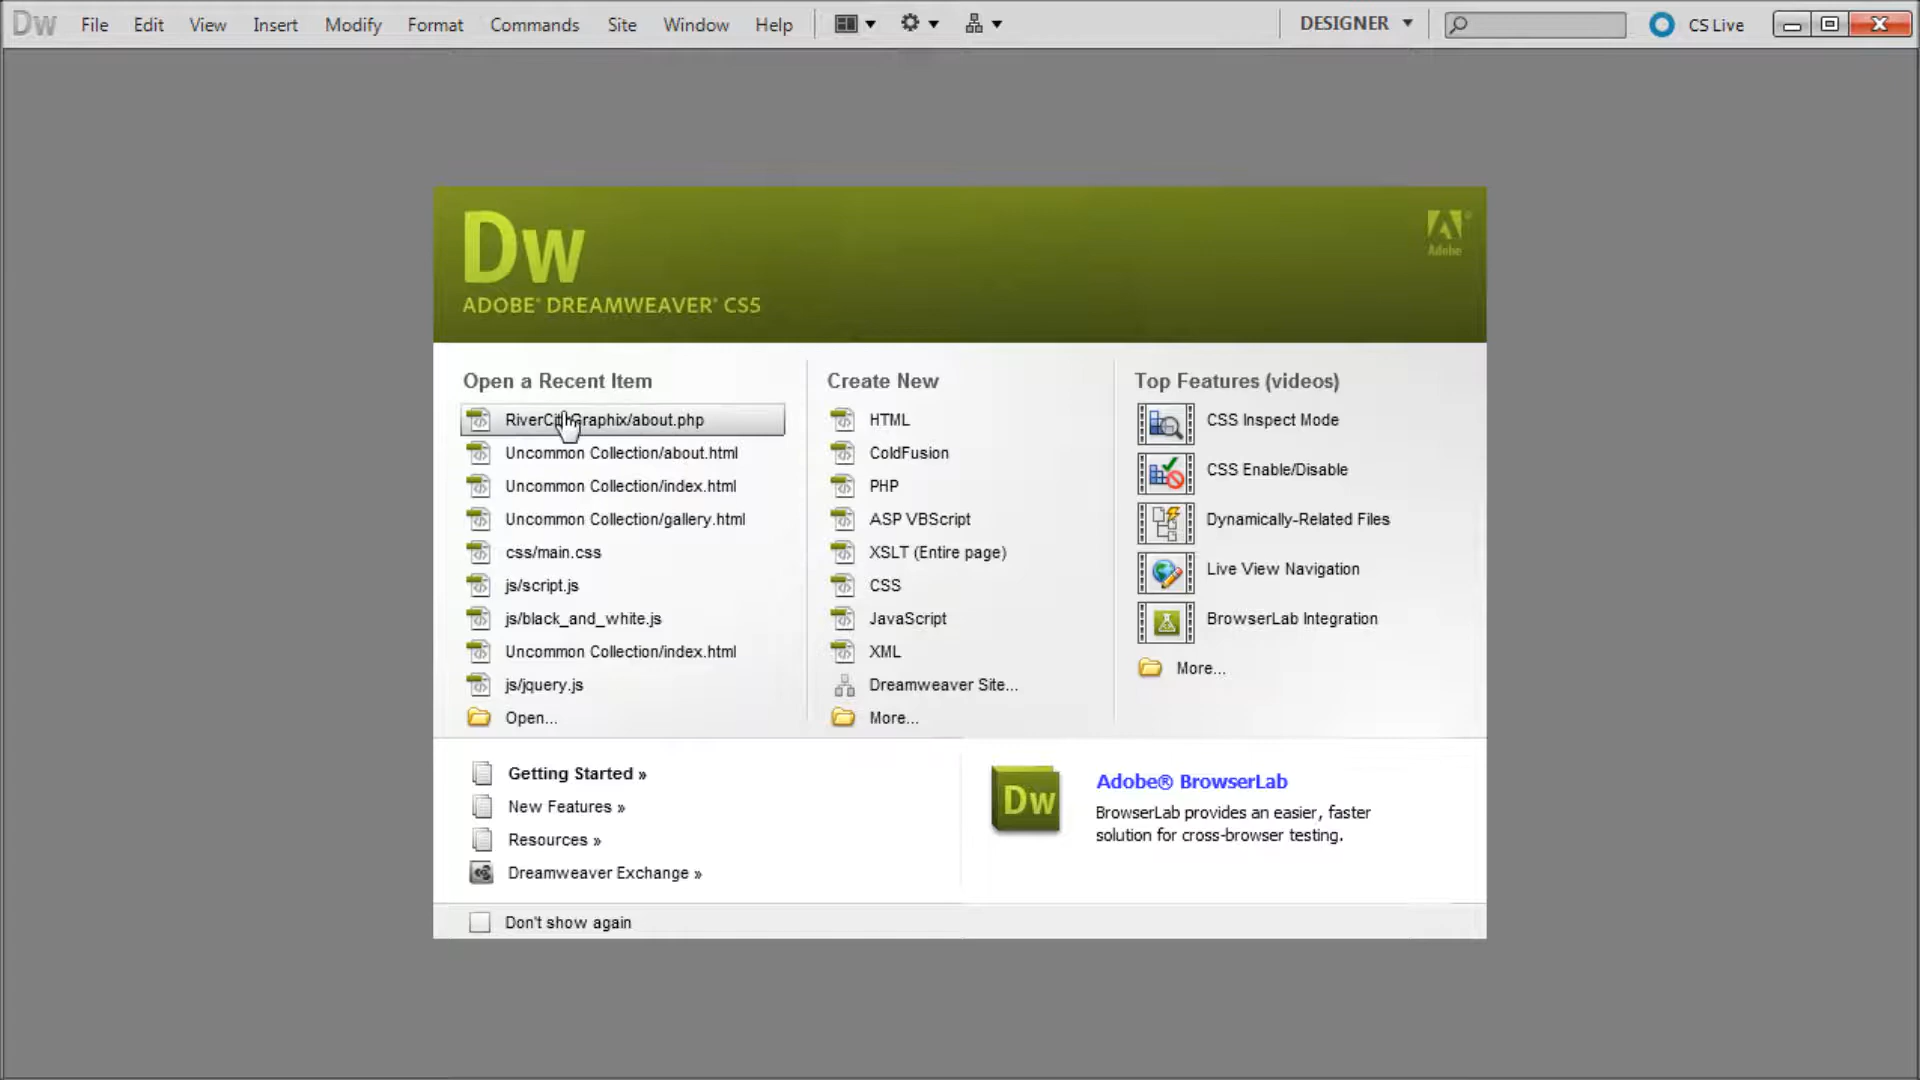 Dw File Edit View Insert Modify Format Commands Site Window Help DESIGNER CS Live
Dw
ADOBE® DREAMWEAVER® CS5
Adobe
Open a Recent Item
RiverCityGraphix/about.php
Uncommon Collection/about.html
Uncommon Collection/index.html
Uncommon Collection/gallery.html
css/main.css
js/script.js
js/black_and_white.js
Uncommon Collection/index.html
js/jquery.js
Open...
Create New
HTML
ColdFusion
PHP
ASP VBScript
XSLT (Entire page)
CSS
JavaScript
XML
Dreamweaver Site...
More...
Top Features (videos)
CSS Inspect Mode
CSS Enable/Disable
Dynamically-Related Files
Live View Navigation
BrowserLab Integration
More...
Getting Started »
New Features »
Resources »
Dreamweaver Exchange »
Dw
Adobe® BrowserLab
BrowserLab provides an easier, faster
solution for cross-browser testing.
Don't show again